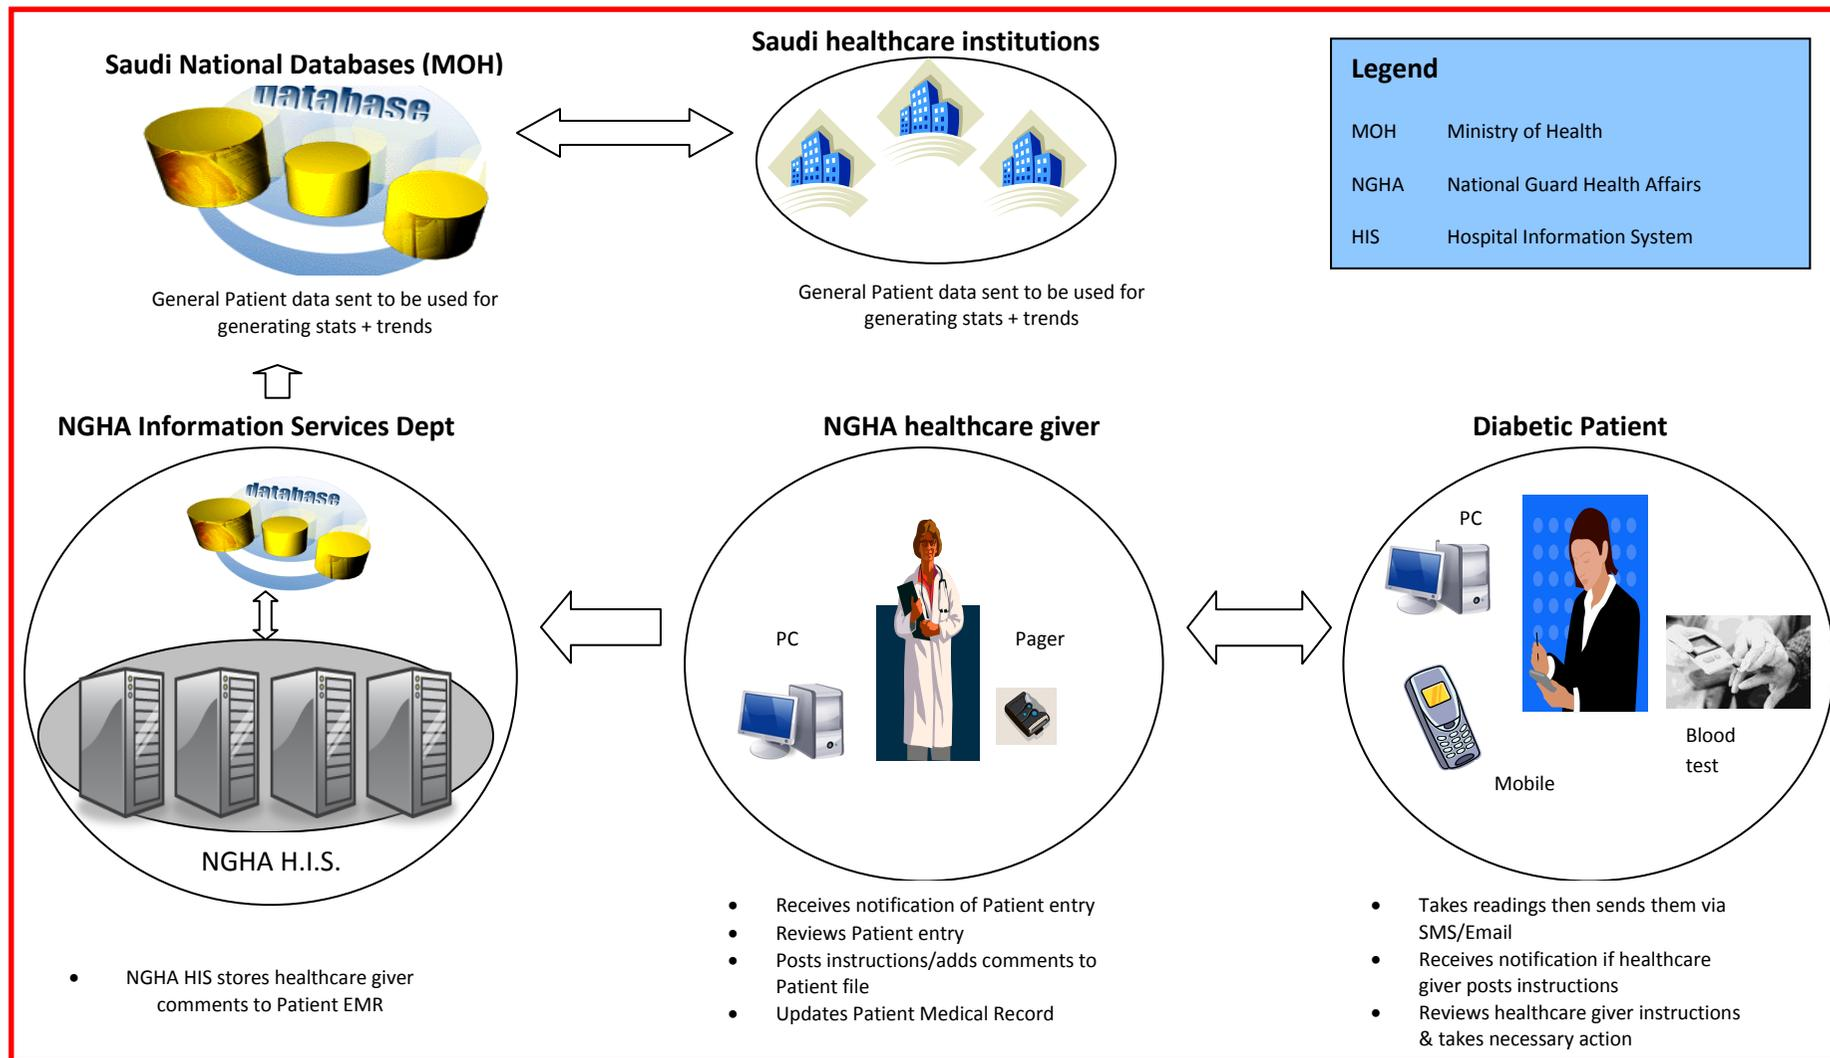 Saudi National Databases (MOH)
database
General Patient data sent to be used for
generating stats + trends
Saudi healthcare institutions
General Patient data sent to be used for
generating stats + trends
Legend
MOH Ministry of Health
NGHA National Guard Health Affairs
HIS Hospital Information System
NGHA Information Services Dept
database
NGHA H.I.S.
• NGHA HIS stores healthcare giver
comments to Patient EMR
NGHA healthcare giver
PC
Pager
• Receives notification of Patient entry
• Reviews Patient entry
• Posts instructions/adds comments to
Patient file
• Updates Patient Medical Record
Diabetic Patient
PC
Mobile
Blood
test
• Takes readings then sends them via
SMS/Email
• Receives notification if healthcare
giver posts instructions
• Reviews healthcare giver instructions
& takes necessary action